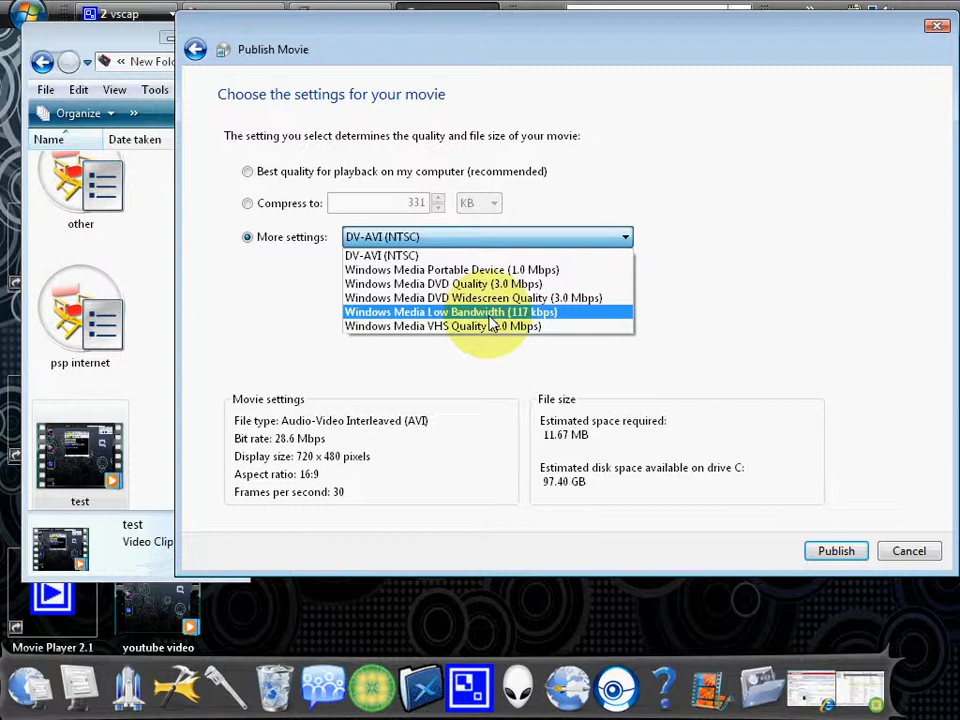 2 vscap
Publish Movie
« New Fol
File Edit View Tools
Organize »
Name Date taken
other
psp internet
test
test
Video Clip
Choose the settings for your movie
The setting you select determines the quality and file size of your movie:
Best quality for playback on my computer (recommended)
Compress to: 331 KB
More settings: DV-AVI (NTSC)
DV-AVI (NTSC)
Windows Media Portable Device (1.0 Mbps)
Windows Media DVD Quality (3.0 Mbps)
Windows Media DVD Widescreen Quality (3.0 Mbps)
Windows Media Low Bandwidth (117 kbps)
Windows Media VHS Quality .0 Mbps)
Movie settings
File type: Audio-Video Interleaved (AVI)
Bit rate: 28.6 Mbps
Display size: 720 x 480 pixels
Aspect ratio: 16:9
Frames per second: 30
File size
Estimated space required:
11.67 MB
Estimated disk space available on drive C:
97.40 GB
Publish Cancel
Movie Player 2.1 youtube video